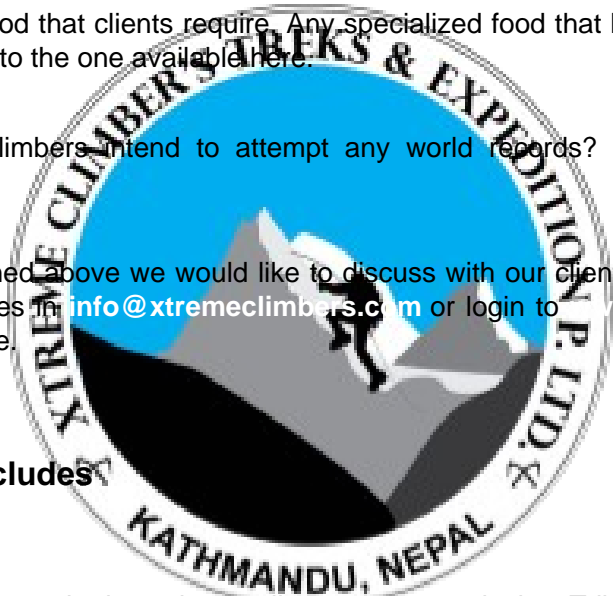 od that clients require. Any specialized food that
to the one available here.
XTREME CLIMBER'S TREKS & EXPEDITION P. LTD.
limbers intend to attempt any world records?
ned above we would like to discuss with our clien
es in info@xtremeclimbers.com or login to
e.
cludes
KATHMANDU, NEPAL